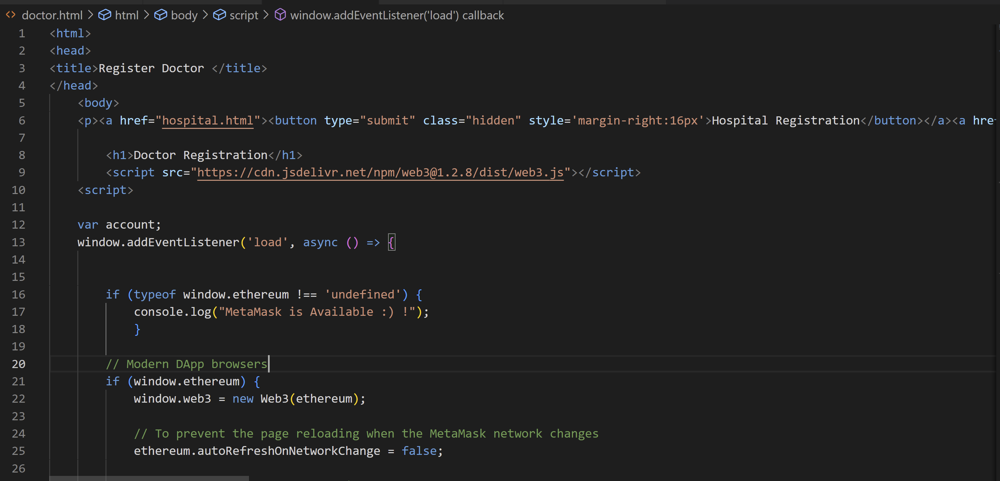 doctor.html > html > body > script > window.addEventListener('load') callback
1 <html>
2 <head>
3 <title>Register Doctor </title>
4 </head>
5 <body>
6 <p><a href="hospital.html"><button type="submit" class="hidden" style='margin-right:16px'>Hospital Registration</button></a><a hre
7
8 <h1>Doctor Registration</h1>
9 <script src="https://cdn.jsdelivr.net/npm/web3@1.2.8/dist/web3.js"></script>
10 <script>
11
12 var account;
13 window.addEventListener('load', async () => {
14
15
16 if (typeof window.ethereum !== 'undefined') {
17 console.log("MetaMask is Available :) !");
18 }
19
20 // Modern DApp browsers
21 if (window.ethereum) {
22 window.web3 = new Web3(ethereum);
23
24 // To prevent the page reloading when the MetaMask network changes
25 ethereum.autoRefreshOnNetworkChange = false;
26